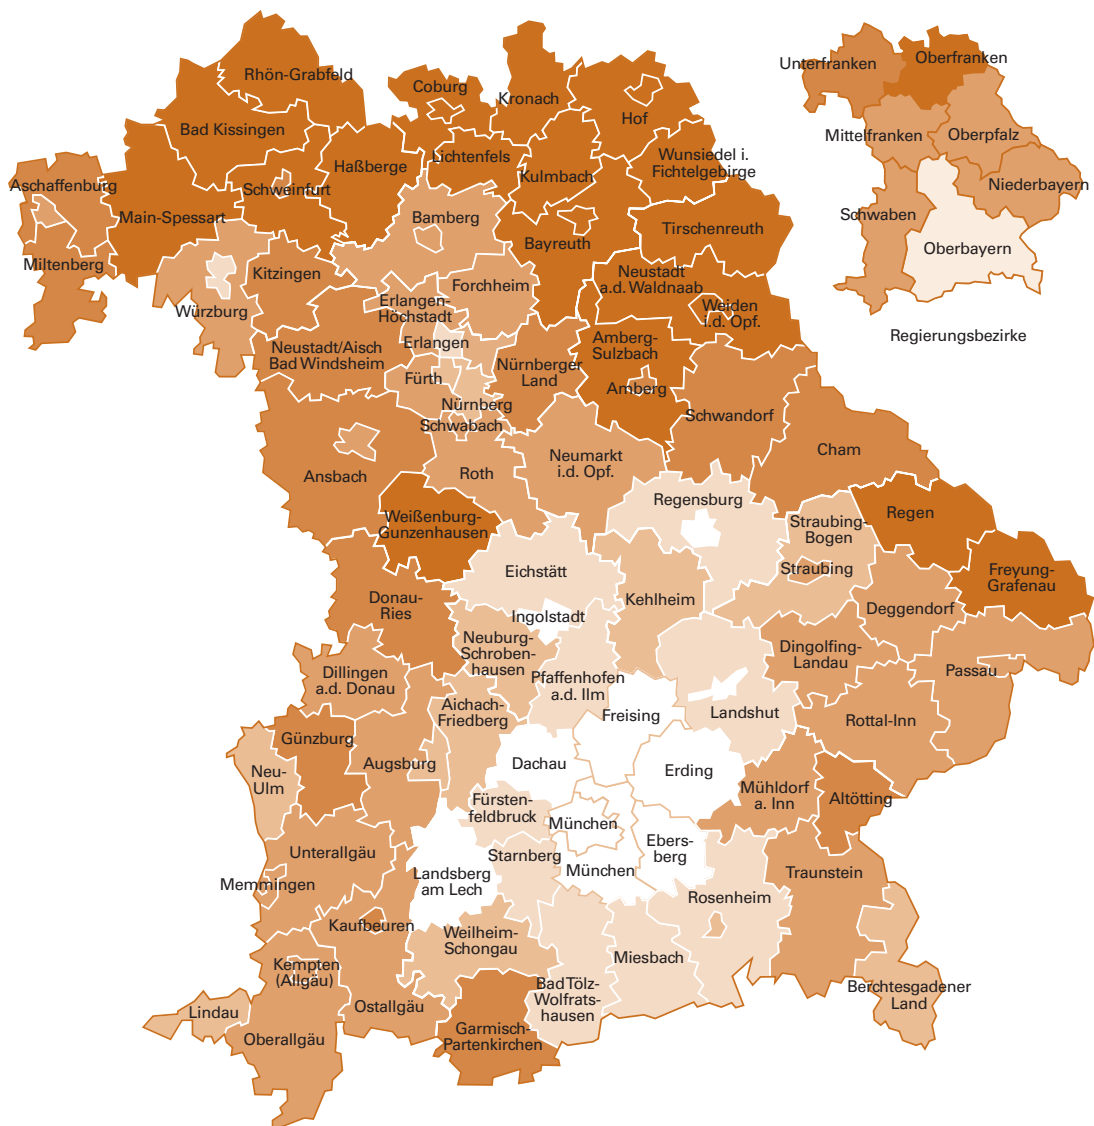 Rhön-Grabfeld
Coburg
Kronach
Hof
Bad Kissingen
Lichtenfels
Haßberge
Wunsiedel i.
Fichtelgebirge
Kulmbach
Aschaffenburg
Schweinfurt
Main-Spessart
Bamberg
Tirschenreuth
Bayreuth
Miltenberg
Kitzingen
Neustadt
a.d. Waldnaab
Forchheim
Erlangen-
Höchstadt
Würzburg
Weiden
i.d. Opf.
Erlangen
Amberg-
Sulzbach
Neustadt/Aisch
Bad Windsheim
Nürnberger
Land
Fürth
Amberg
Nürnberg
Schwabach
Schwandorf
Cham
Ansbach
Roth
Neumarkt
i.d. Opf.
Regensburg
Weißenburg-
Gunzenhausen
Straubing-
Bogen
Regen
Eichstätt
Straubing
Freyung-
Grafenau
Donau-
Ries
Kehlheim
Deggendorf
Ingolstadt
Neuburg-
Schroben-
hausen
Dingolfing-
Landau
Dillingen
a.d. Donau
Pfaffenhofen
a.d. Ilm
Passau
Aichach-
Friedberg
Freising
Landshut
Rottal-Inn
Günzburg
Augsburg
Dachau
Erding
Neu-
Ulm
Mühldorf
a. Inn
Altötting
Fürsten-
feldbruck
München
Ebers-
berg
Unterallgäu
Starnberg
München
Landsberg
am Lech
Traunstein
Memmingen
Rosenheim
Kaufbeuren
Weilheim-
Schongau
Miesbach
Kempten
(Allgäu)
Bad Tölz-
Wolfrats-
hausen
Berchtesgadener
Land
Lindau
Ostallgäu
Oberallgäu
Garmisch-
Partenkirchen
Unterfranken
Oberfranken
Mittelfranken
Oberpfalz
Niederbayern
Schwaben
Oberbayern
Regierungsbezirke